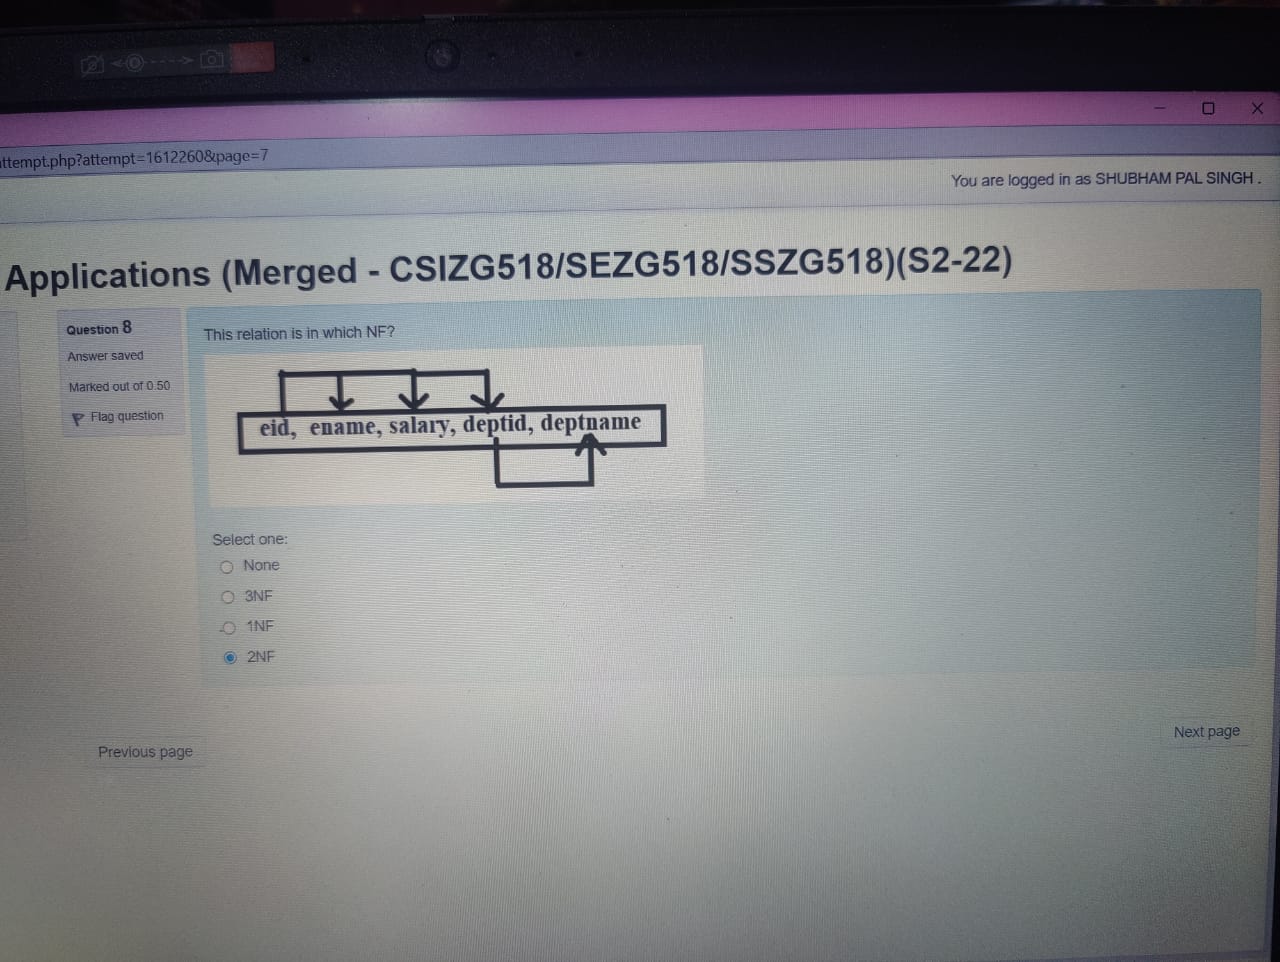 ttempt.php?attempt=1612260&page=7
You are logged in as SHUBHAM PAL SINGH .
Applications (Merged - CSIZG518/SEZG518/SSZG518)(S2-22)
Question 8
Answer saved
Marked out of 0.50
Flag question
This relation is in which NF?
eid, ename, salary, deptid, deptname
Select one:
None
3NF
1NF
2NF
Previous page
Next page